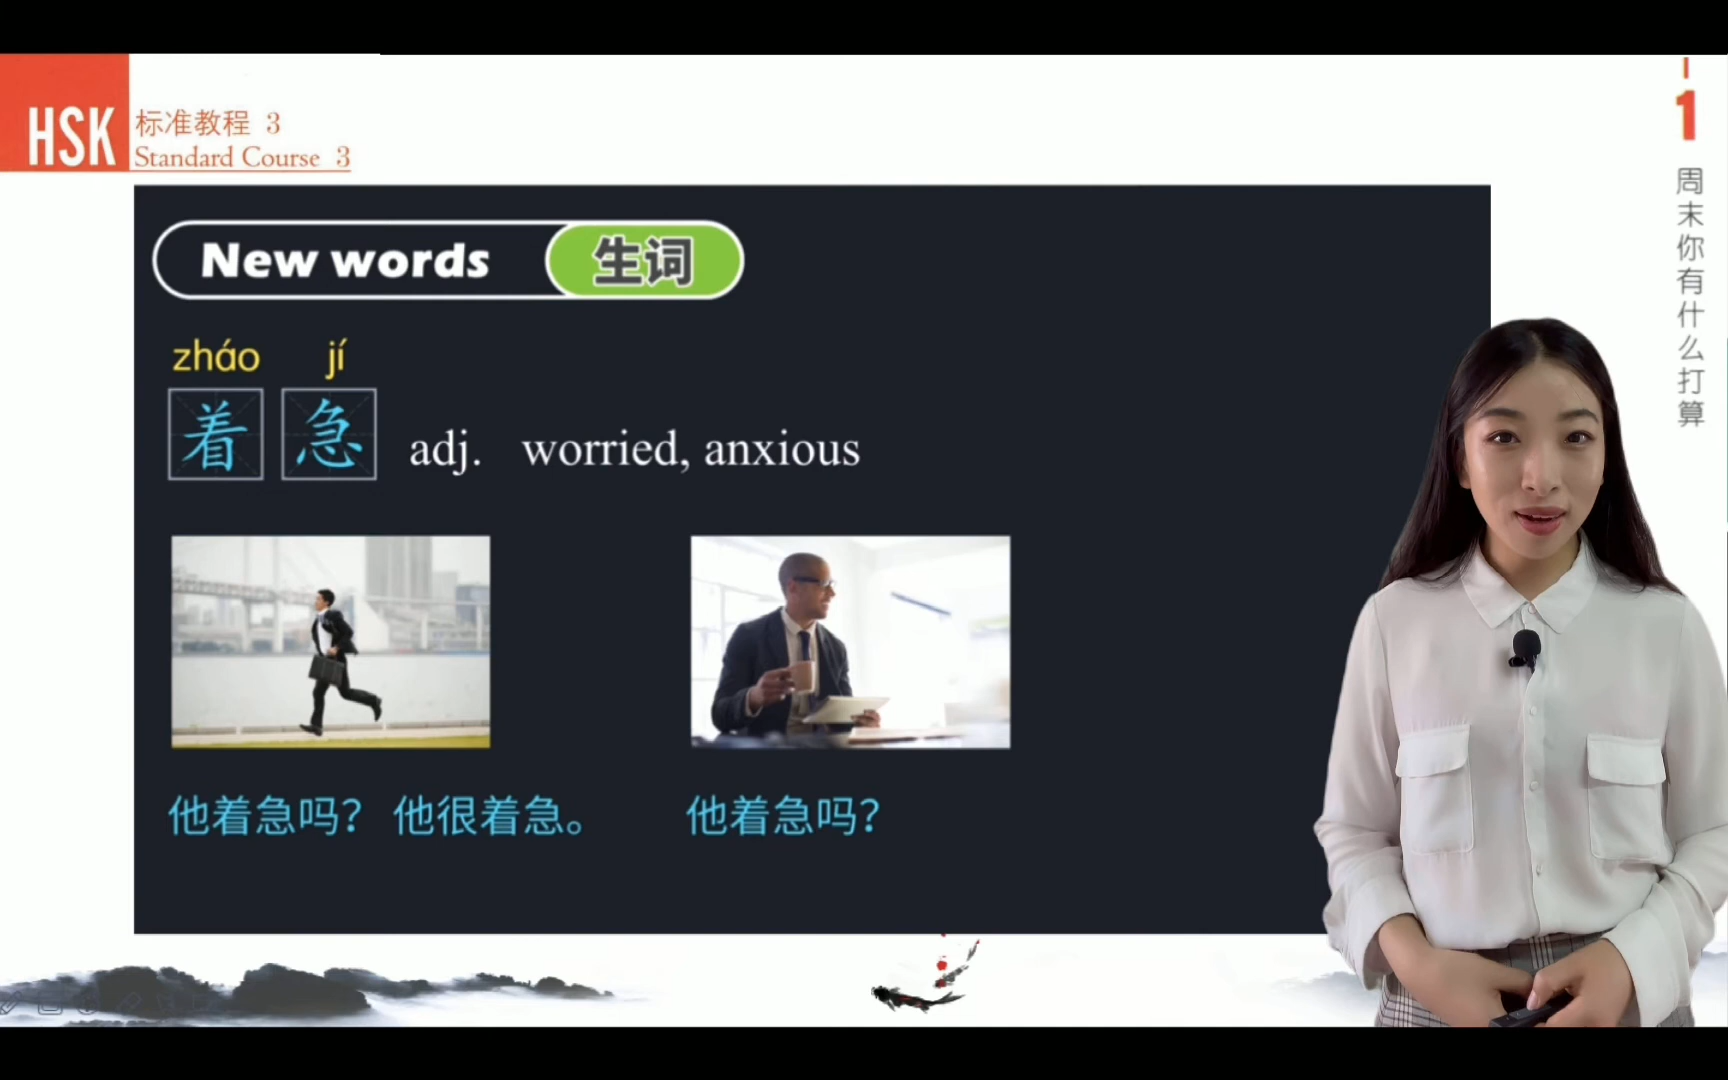 HSK
标准教程 3
Standard Course 3
1
周末你有什么打算
New words 生词
zháo jí
着急 adj. worried, anxious
他着急吗? 他很着急。
他着急吗?